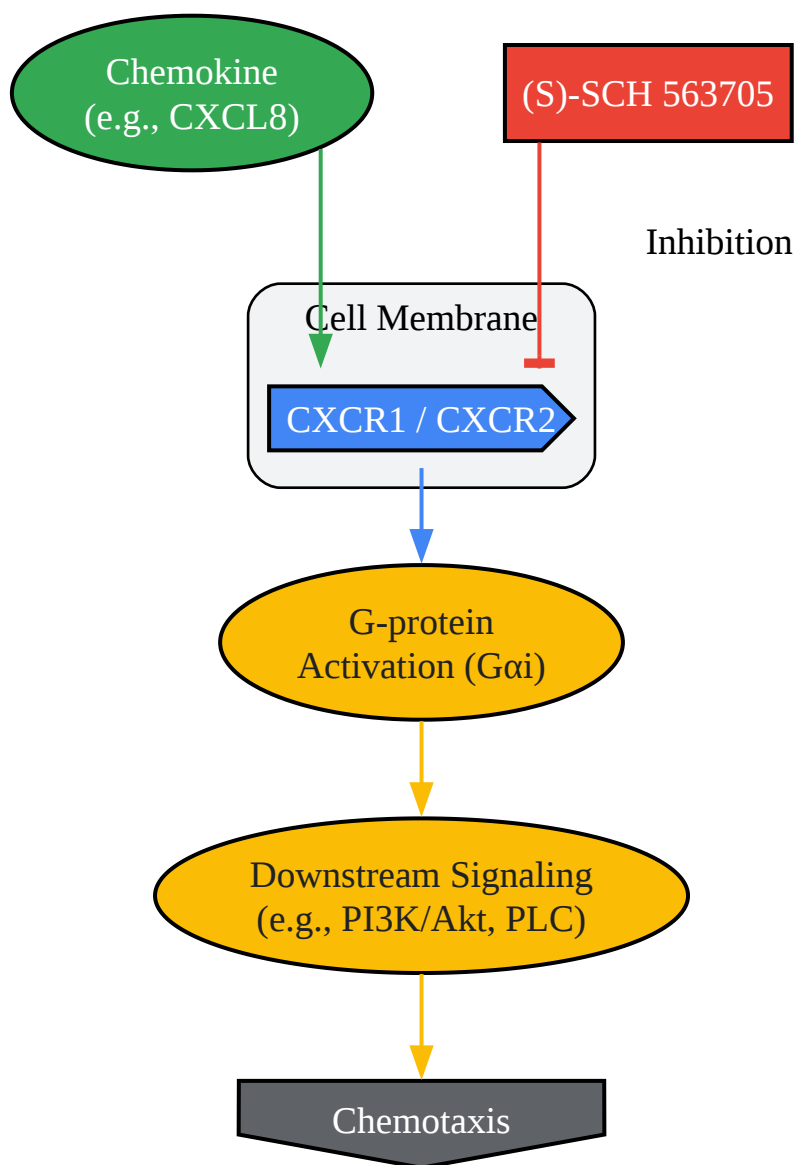 Chemokine
(e.g., CXCL8)
(S)-SCH 563705
Inhibition
Cell Membrane
CXCR1 / CXCR2
G-protein
Activation (Gαi)
Downstream Signaling
(e.g., PI3K/Akt, PLC)
Chemotaxis